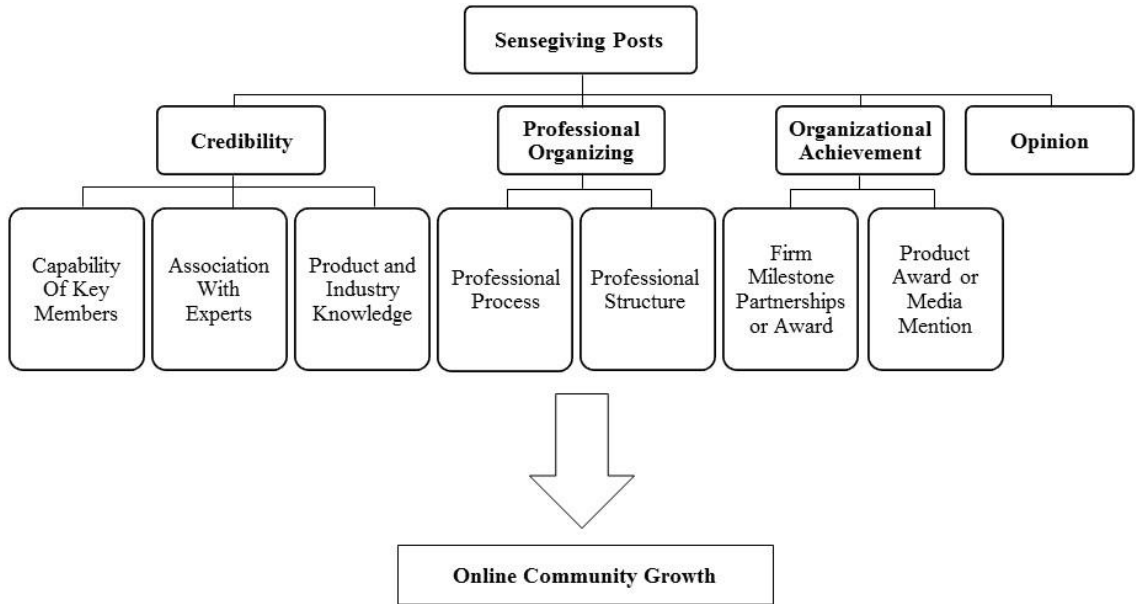 Sensegiving Posts
Credibility
Professional
Organizing
Organizational
Achievement
Opinion
Capability
Of Key
Members
Association
With
Experts
Product and
Industry
Knowledge
Professional
Process
Professional
Structure
Firm
Milestone
Partnerships
or Award
Product
Award or
Media
Mention
Online Community Growth